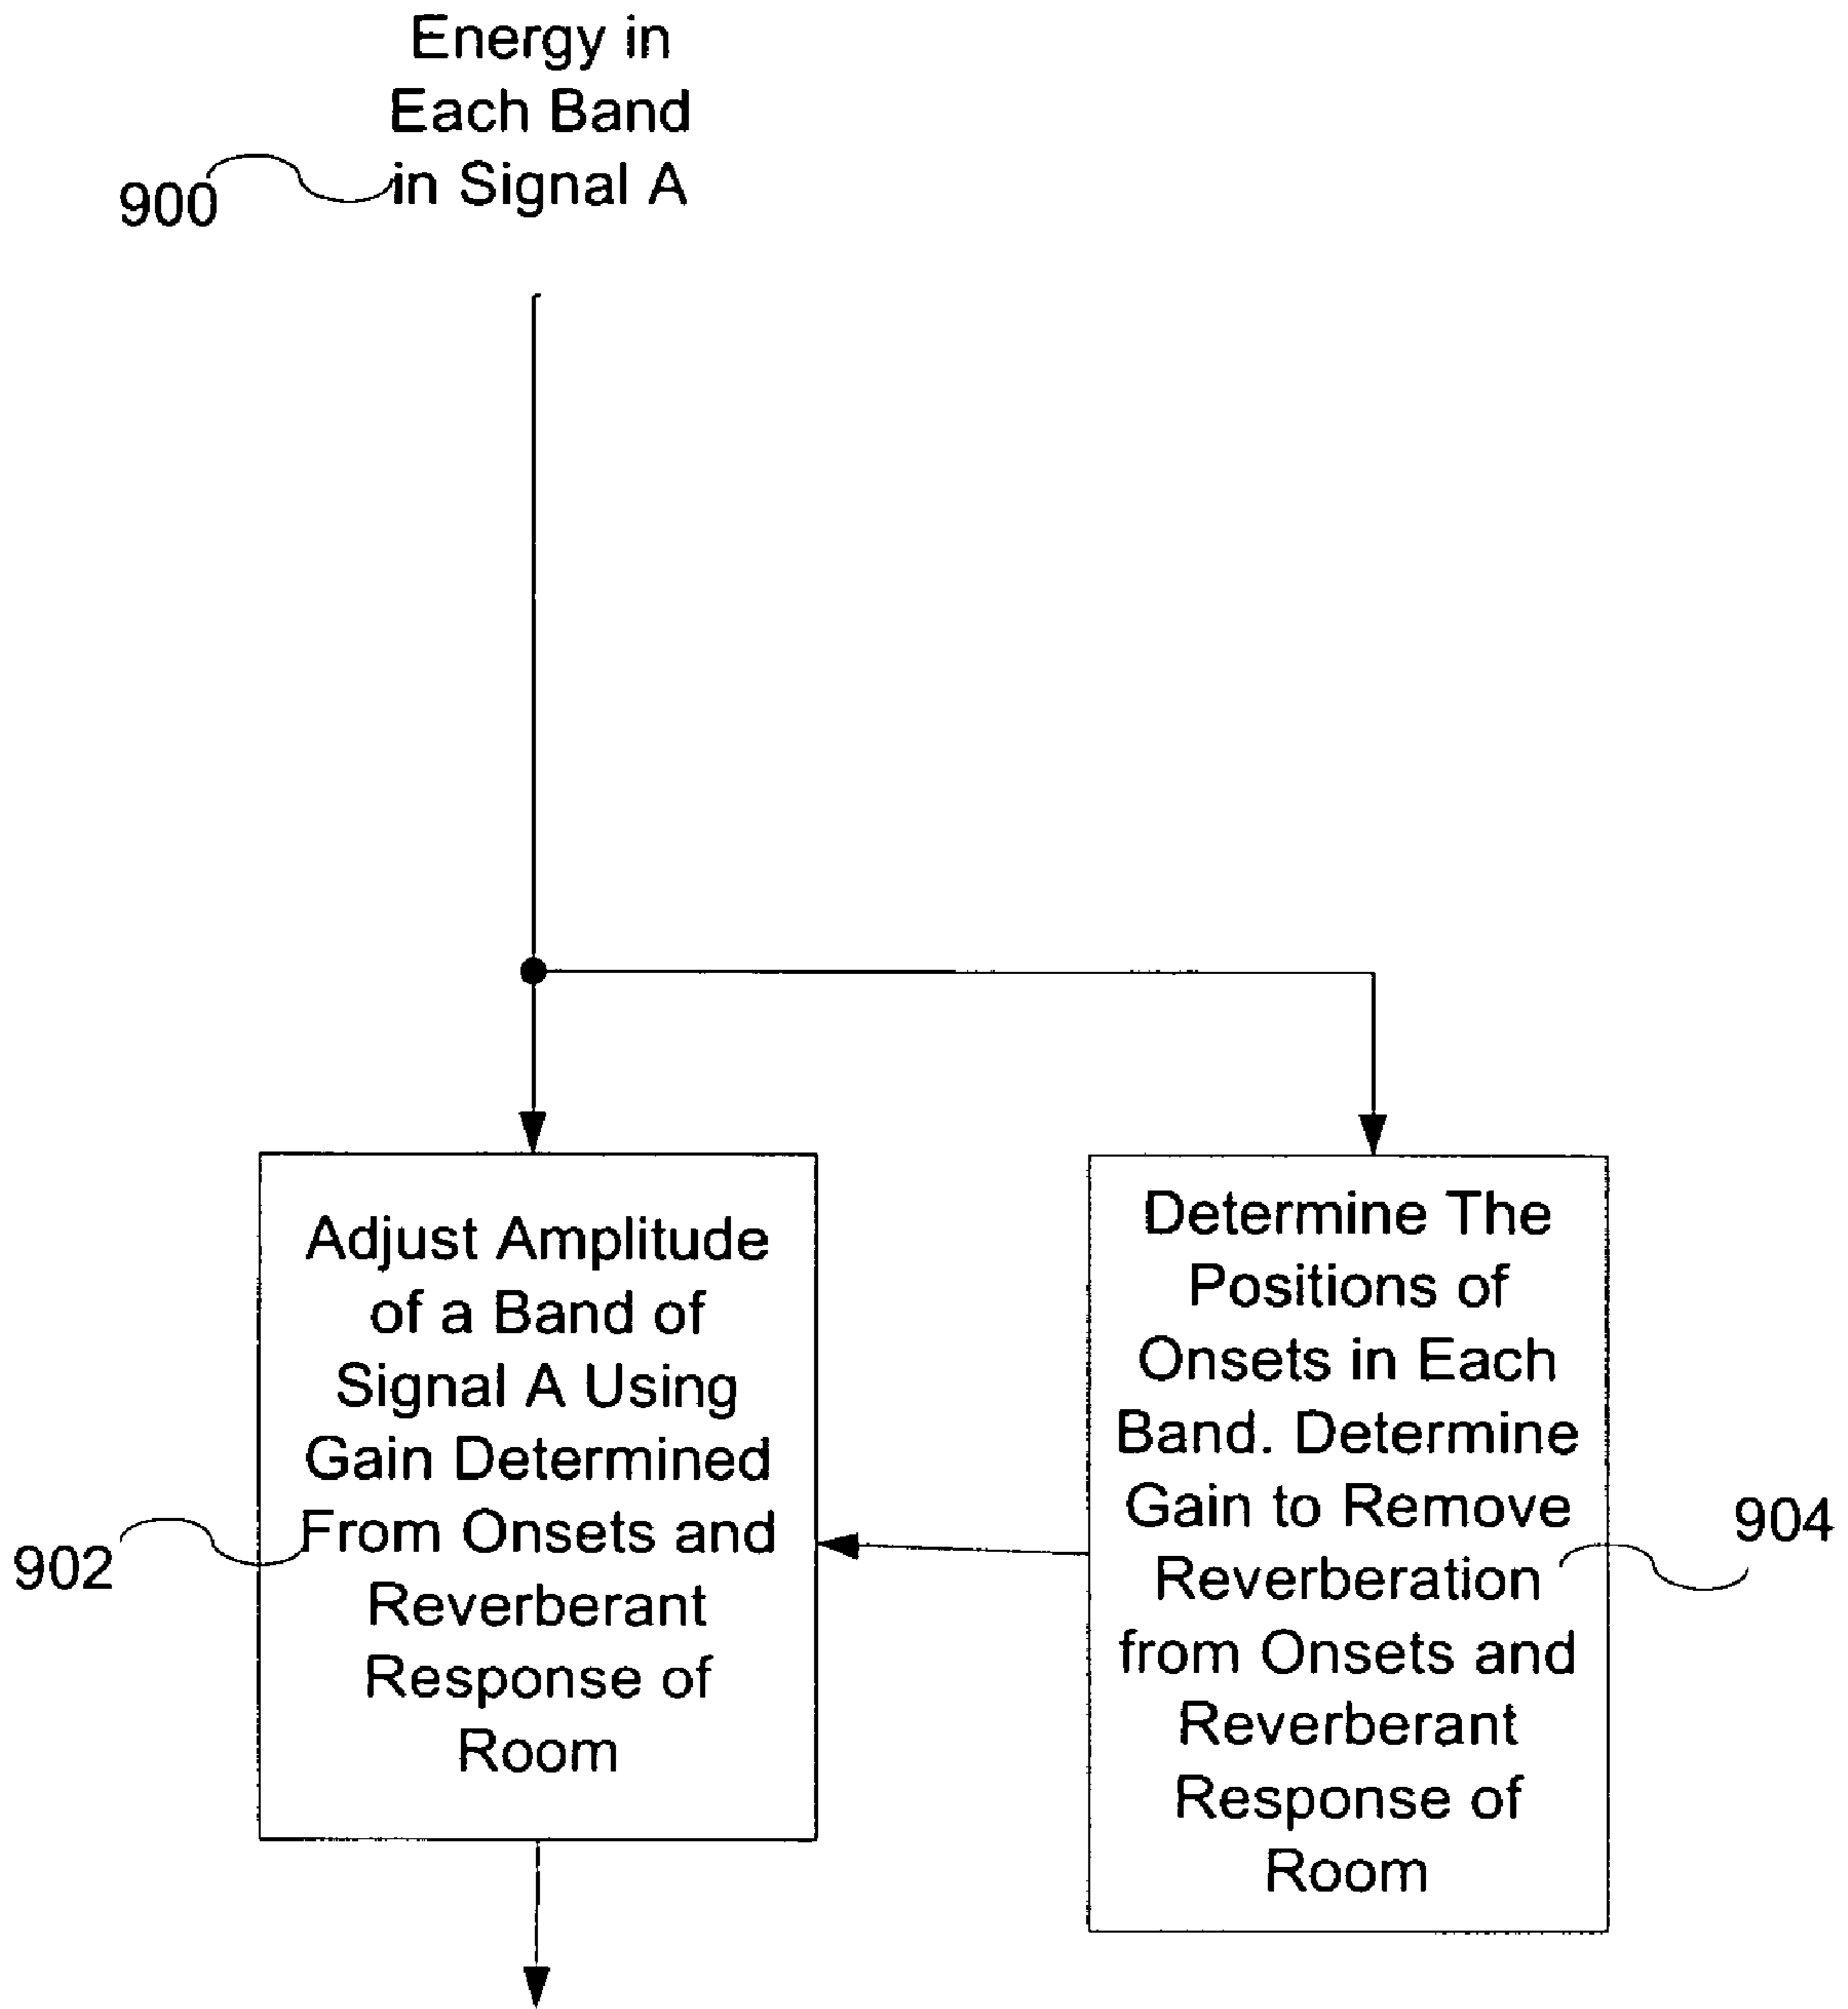 Energy in
Each Band
in Signal A
900
Adjust Amplitude
of a Band of
Signal A Using
Gain Determined
From Onsets and
Reverberant
Response of
Room
902
Determine The
Positions of
Onsets in Each
Band. Determine
Gain to Remove
Reverberation
from Onsets and
Reverberant
Response of
Room
904